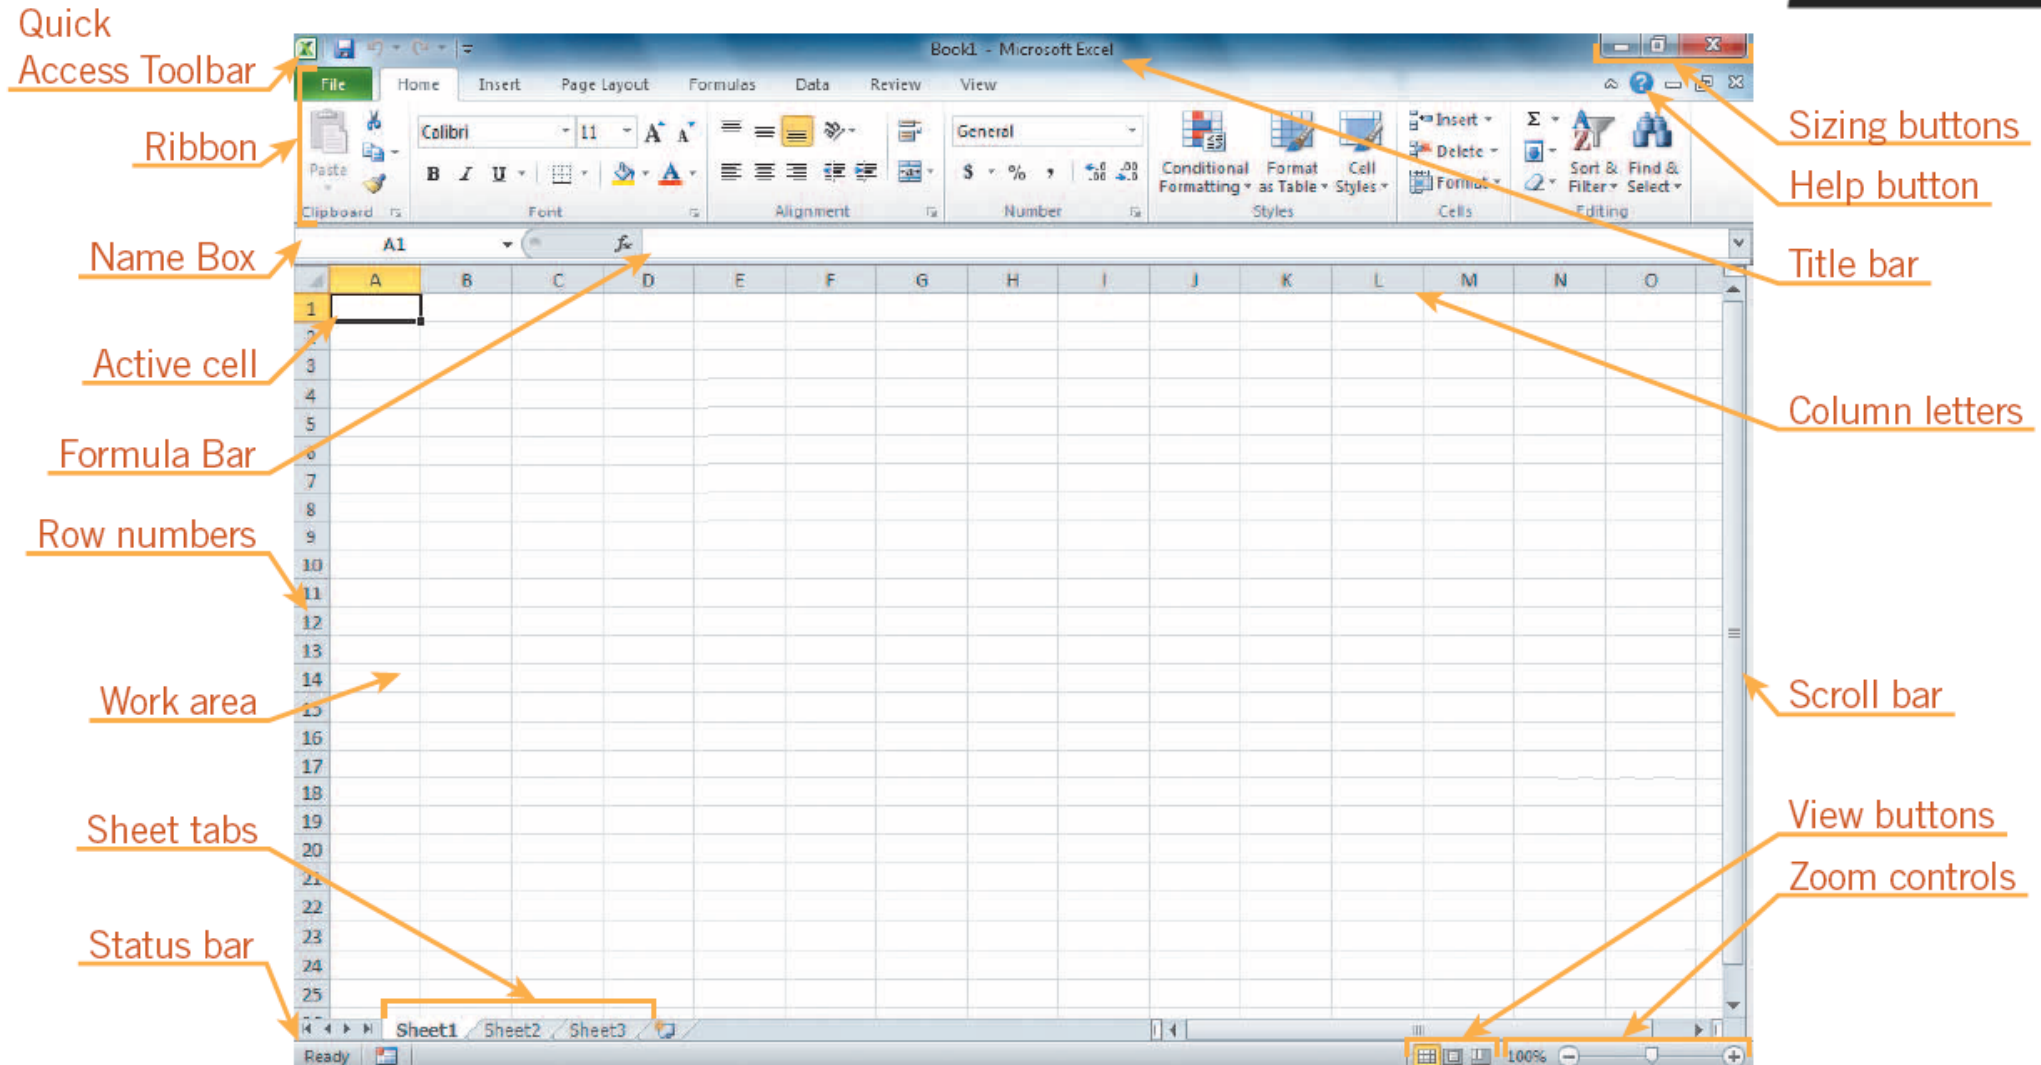 Quick
Access Toolbar
Ribbon
Name Box
Active cell
Formula Bar
Row numbers
Work area
Sheet tabs
Status bar
Book1 - Microsoft Excel
File Home Insert Page Layout Formulas Data Review View
Calibri 11 General
Insert
Delete
Format
Paste
B I U A $ % ,
Conditional Formatting
Format as Table
Cell Styles
Σ
Sort & Filter
Find & Select
Clipboard Font Alignment Number Styles Cells Editing
A1 fx
A B C D E F G H I J K L M N O
1
2
3
4
5
6
7
8
9
10
11
12
13
14
15
16
17
18
19
20
21
22
23
24
25
Sheet1 Sheet2 Sheet3
Ready 100%
Sizing buttons
Help button
Title bar
Column letters
Scroll bar
View buttons
Zoom controls